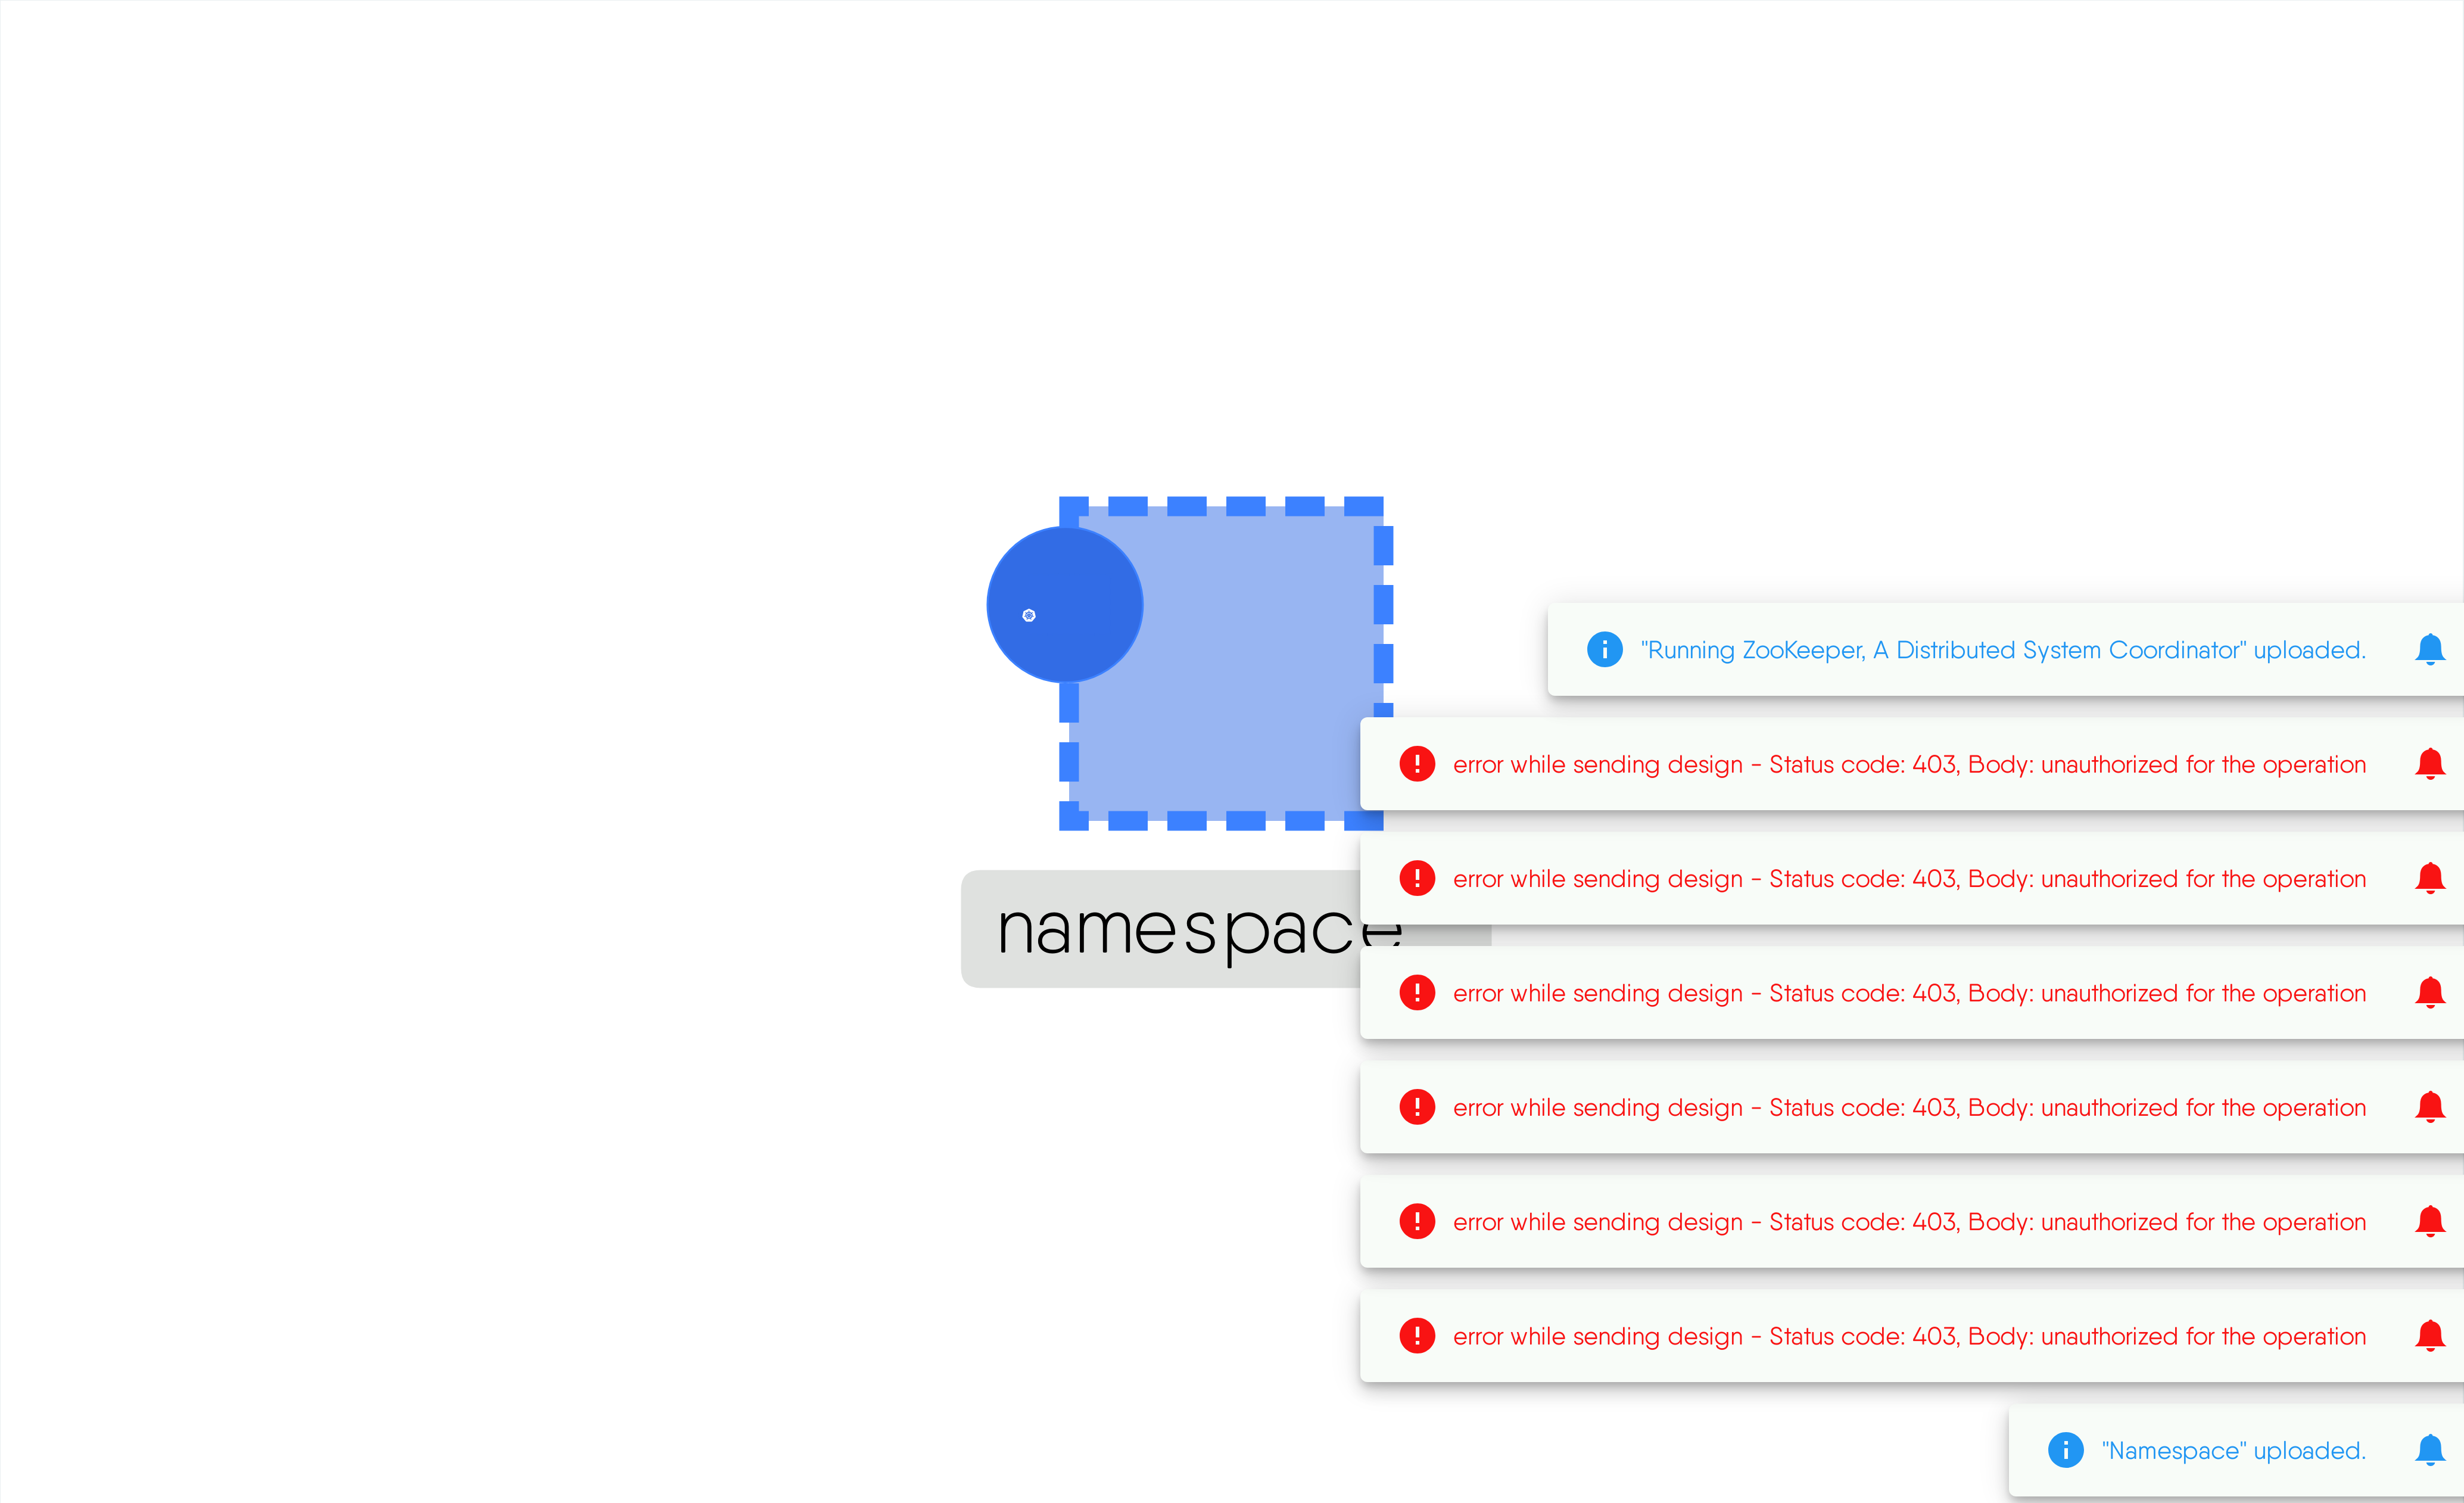 "Running ZooKeeper, A Distributed System Coordinator" uploaded.
error while sending design - Status code: 403, Body: unauthorized for the operation
error while sending design - Status code: 403, Body: unauthorized for the operation
namespace
error while sending design - Status code: 403, Body: unauthorized for the operation
error while sending design - Status code: 403, Body: unauthorized for the operation
error while sending design - Status code: 403, Body: unauthorized for the operation
error while sending design - Status code: 403, Body: unauthorized for the operation
"Namespace" uploaded.